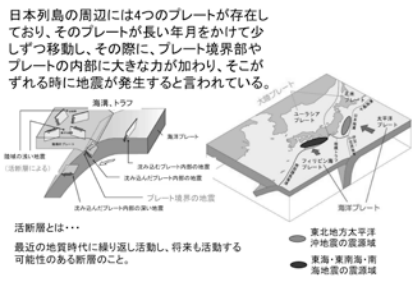 日本列島の周辺には4つのプレートが存在し
ており、そのプレートが長い年月をかけて少
しずつ移動し、その際に、プレート境界部や
プレートの内部に大きな力が加わり、そこが
ずれる時に地震が発生すると言われている。
海溝、トラフ
海洋プレート
陸域の浅い地震
(活断層による)
沈み込むプレート内部の地震
沈み込んだプレート内部の地震
プレート境界の地震
沈み込んだプレート内部の深い地震
大陸プレート
ユーラシア
プレート
北米
プレート
太平洋
プレート
フィリピン海
プレート
海洋プレート
活断層とは・・・
最近の地質時代に繰り返し活動し、将来も活動する
可能性のある断層のこと。
東北地方太平洋
沖地震の震源域
東海・東南海・南
海地震の震源域